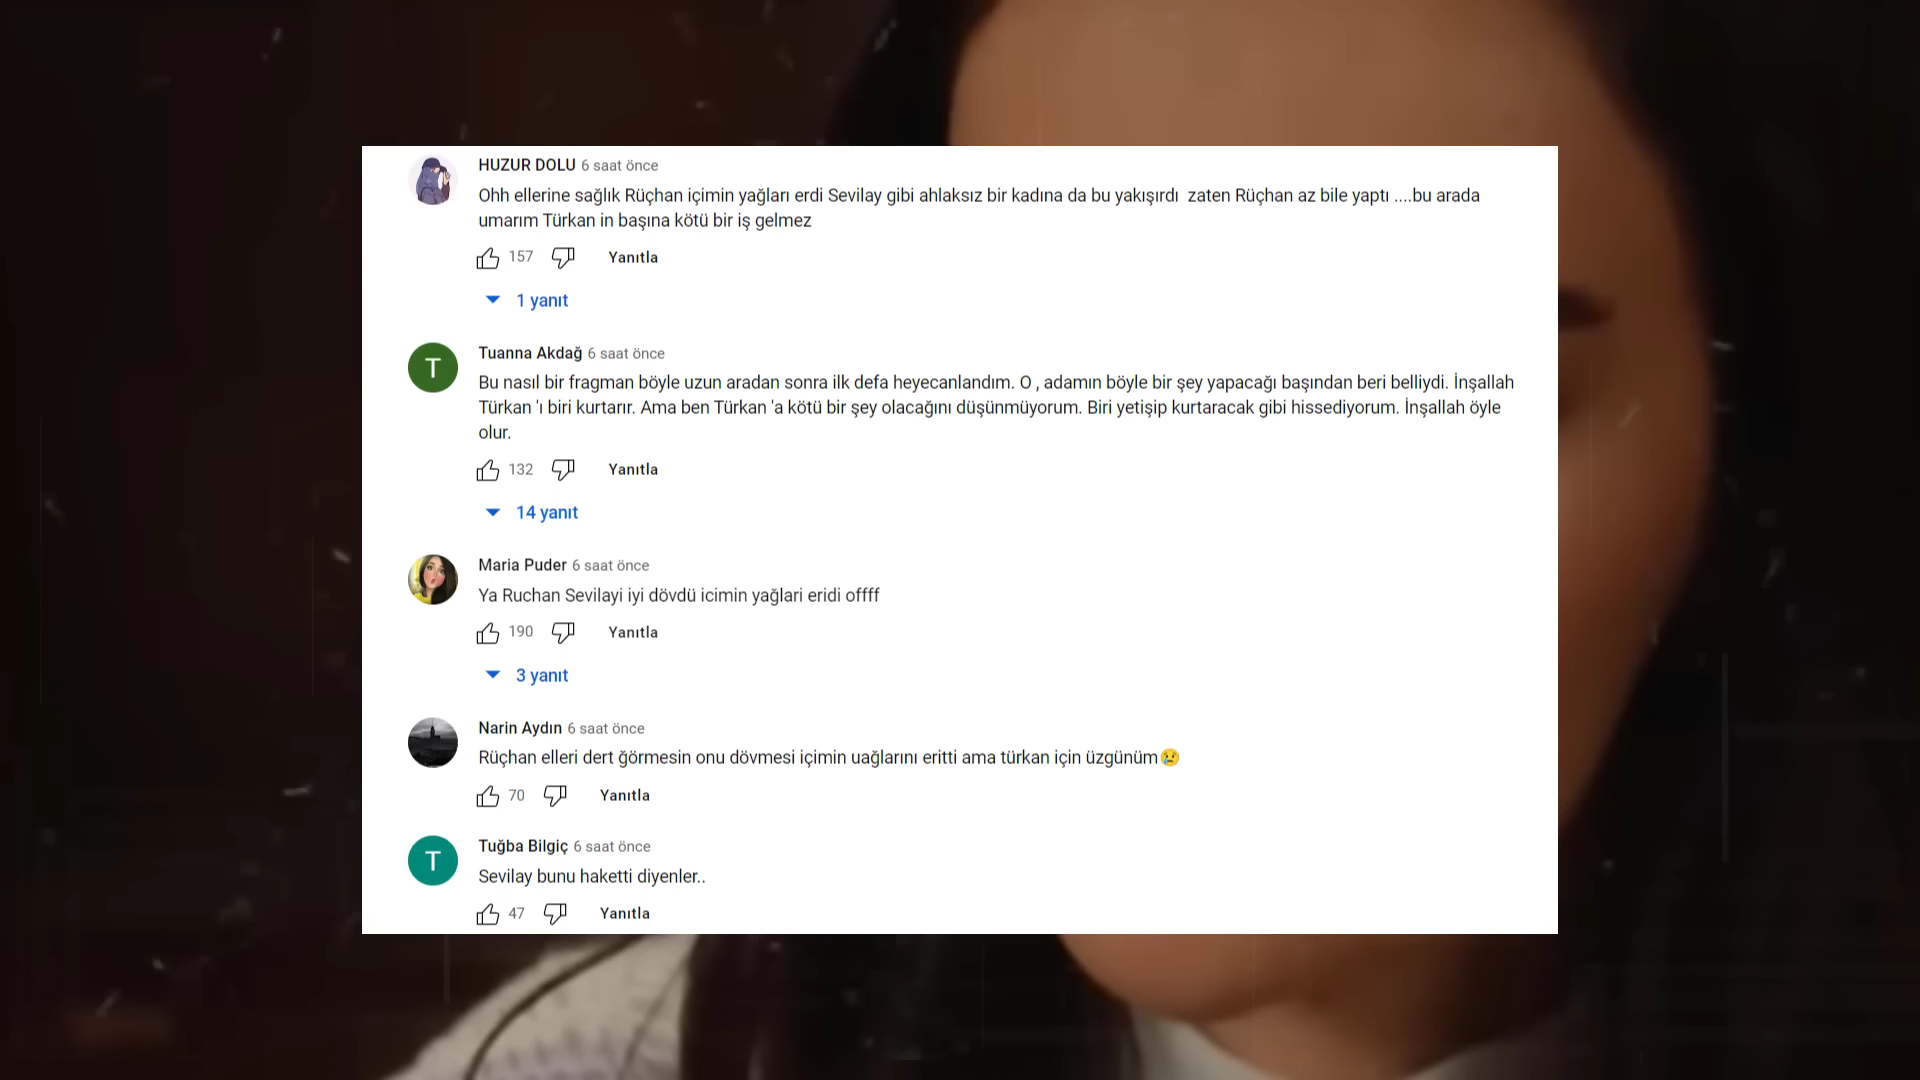 HUZUR DOLU 6 saat önce
Ohh ellerine sağlık Rüçhan içimin yağları erdi Sevilay gibi ahlaksız bir kadına da bu yakışırdı  zaten Rüçhan az bile yaptı ....bu arada
umarım Türkan in başına kötü bir iş gelmez
157 Yanıtla
1 yanıt
T
Tuanna Akdağ 6 saat önce
Bu nasıl bir fragman böyle uzun aradan sonra ilk defa heyecanlandım. O , adamın böyle bir şey yapacağı başından beri belliydi. İnşallah
Türkan 'ı biri kurtarır. Ama ben Türkan 'a kötü bir şey olacağını düşünmüyorum. Biri yetişip kurtaracak gibi hissediyorum. İnşallah öyle
olur.
132 Yanıtla
14 yanıt
Maria Puder 6 saat önce
Ya Ruchan Sevilayi iyi dövdü icimin yağlari eridi offff
190 Yanıtla
3 yanıt
Narin Aydın 6 saat önce
Rüçhan elleri dert ğörmesin onu dövmesi içimin uağlarını eritti ama türkan için üzgünüm😢
70 Yanıtla
T
Tuğba Bilgiç 6 saat önce
Sevilay bunu haketti diyenler..
47 Yanıtla